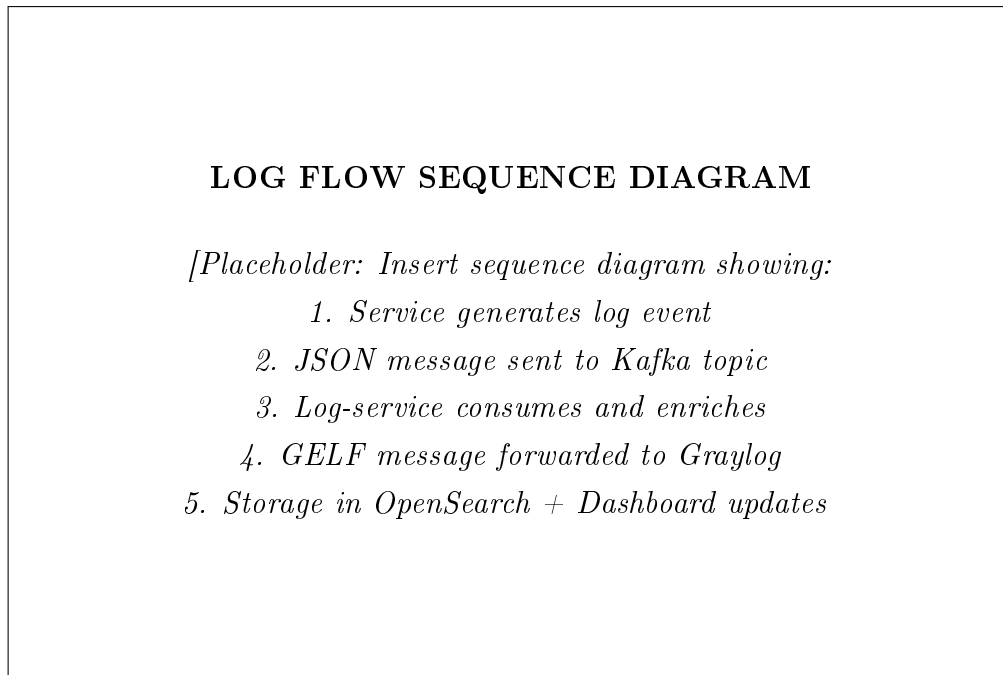 LOG FLOW SEQUENCE DIAGRAM
[Placeholder: Insert sequence diagram showing:
1. Service generates log event
2. JSON message sent to Kafka topic
3. Log-service consumes and enriches
4. GELF message forwarded to Graylog
5. Storage in OpenSearch + Dashboard updates